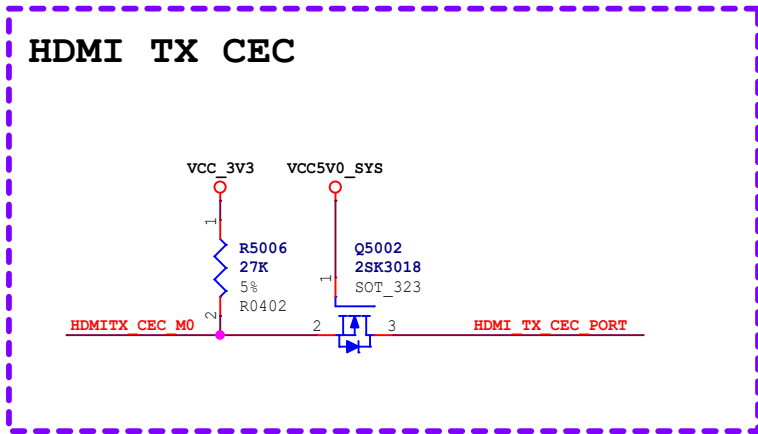 HDMI TX CEC
VCC_3V3
VCC5V0_SYS
1
R5006
27K
5%
R0402
2
1
Q5002
2SK3018
SOT_323
HDMITX_CEC_M0
2
3
HDMI_TX_CEC_PORT